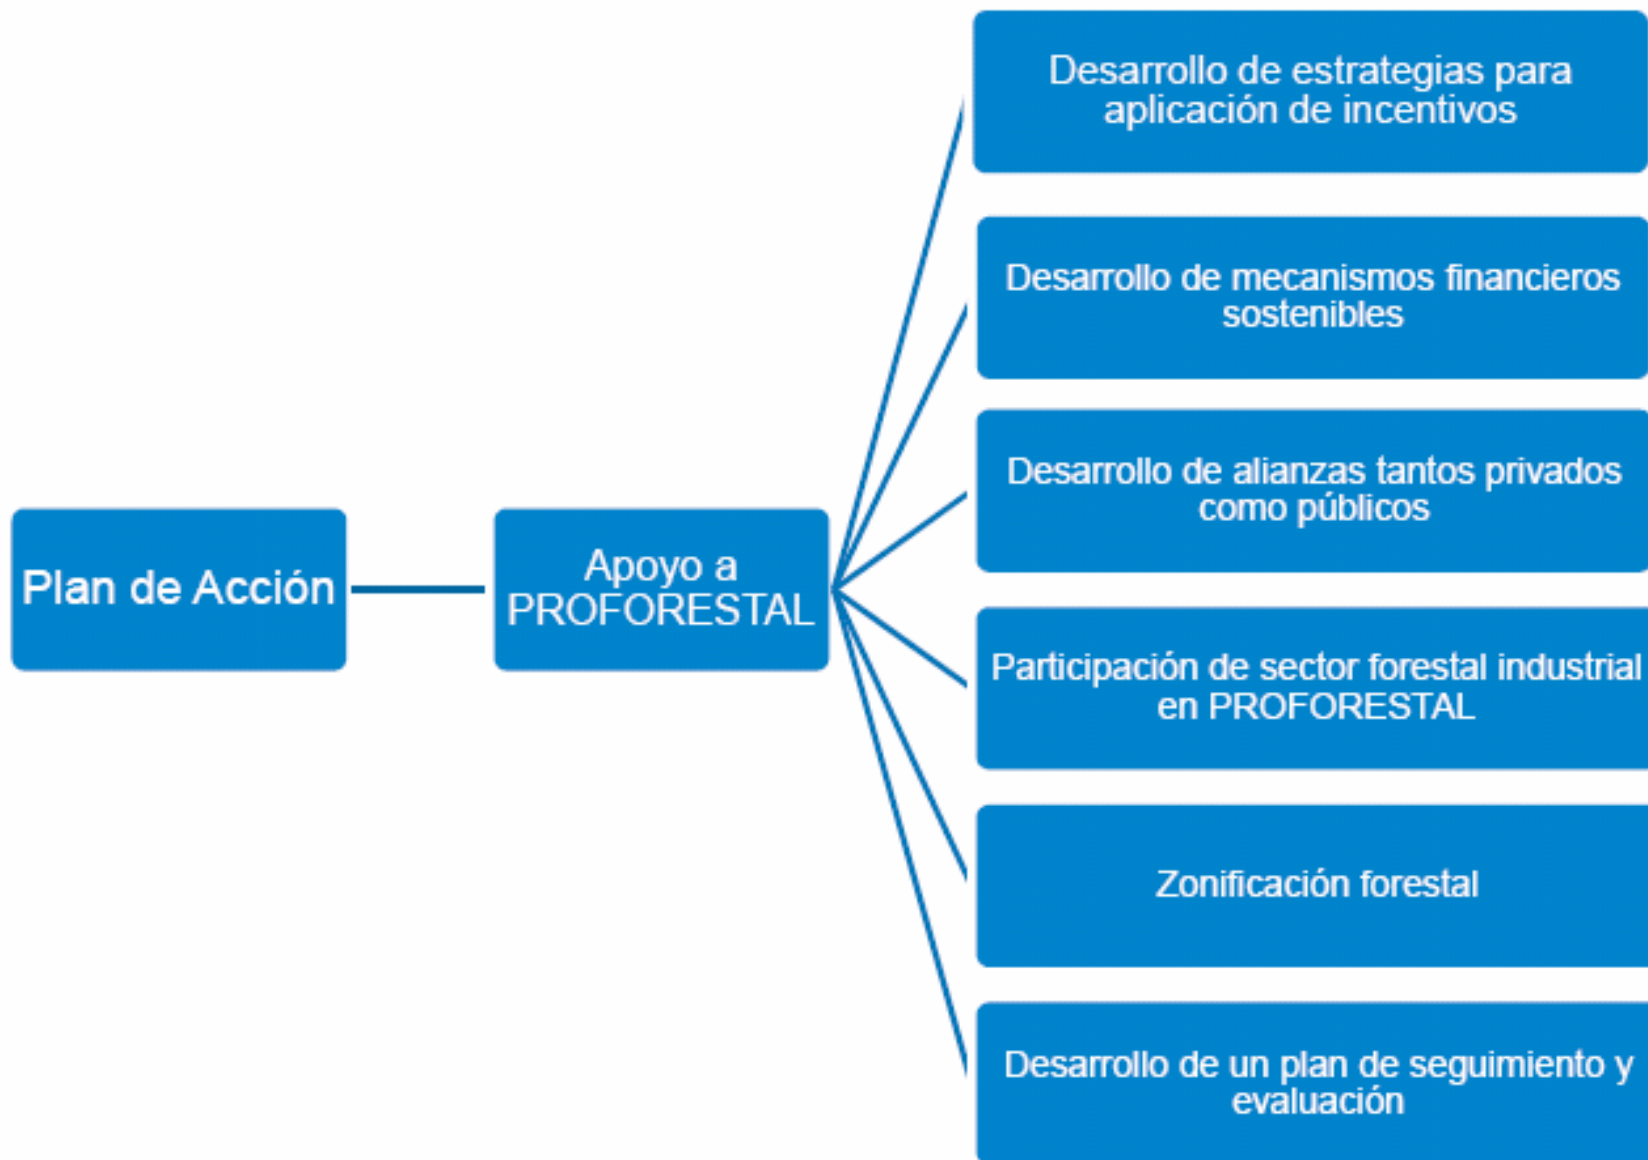 Plan de Acción
Apoyo a
PROFORESTAL
Desarrollo de estrategias para
aplicación de incentivos
Desarrollo de mecanismos financieros
sostenibles
Desarrollo de alianzas tantos privados
como públicos
Participación de sector forestal industrial
en PROFORESTAL
Zonificación forestal
Desarrollo de un plan de seguimiento y
evaluación